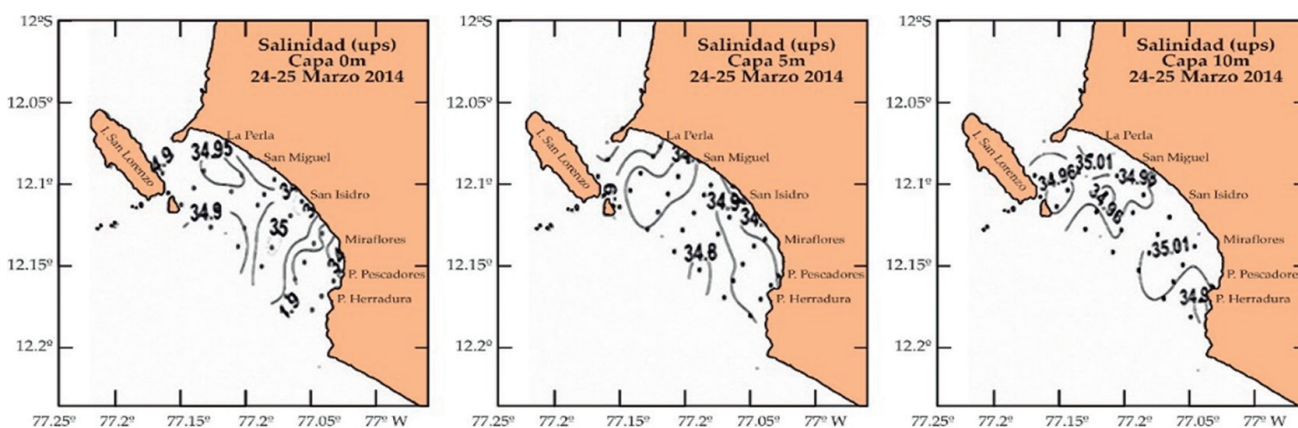 12ºS
Salinidad (ups)
Capa 0m
24-25 Marzo 2014
12.05º
I. San Lorenzo
La Perla
34.95
San Miguel
12.1º
San Isidro
34.9
35
Miraflores
12.15º
P. Pescadores
P. Herradura
12.2º
77.25º 77.2º 77.15º 77.2º 77.05º 77º W
12ºS
Salinidad (ups)
Capa 5m
24-25 Marzo 2014
12.05º
I. San Lorenzo
La Perla
San Miguel
12.1º
San Isidro
34.9
Miraflores
34.8
12.15º
P. Pescadores
P. Herradura
12.2º
77.25º 77.2º 77.15º 77.2º 77.05º 77º W
12ºS
Salinidad (ups)
Capa 10m
24-25 Marzo 2014
12.05º
I. San Lorenzo
La Perla
35.01
San Miguel
34.96
34.96
12.1º
34.96
San Isidro
Miraflores
35.01
12.15º
P. Pescadores
34.9
P. Herradura
12.2º
77.25º 77.2º 77.15º 77.2º 77.05º 77º W